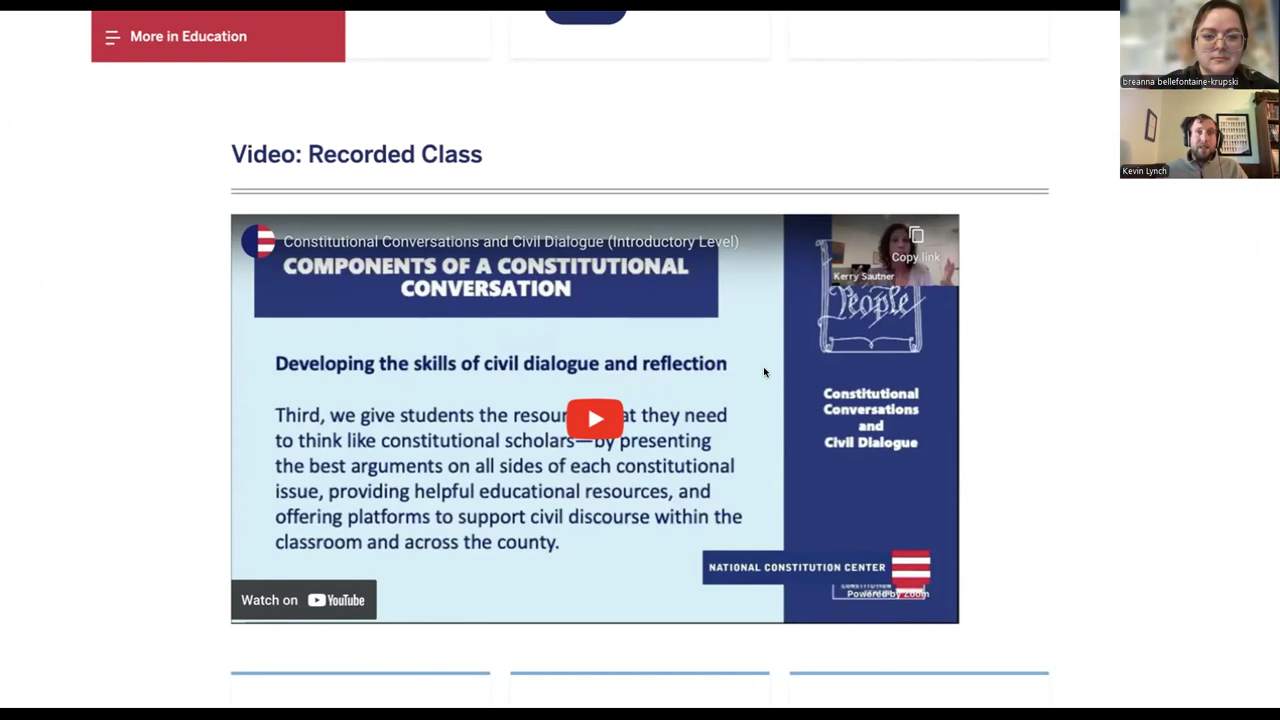 More in Education
breanna bellefontaine-krupski
Kevin Lynch
Video: Recorded Class
Constitutional Conversations and Civil Dialogue (Introductory Level)
Copy link
Kerry Sautner
COMPONENTS OF A CONSTITUTIONAL
CONVERSATION
People
Developing the skills of civil dialogue and reflection
Third, we give students the resour at they need
to think like constitutional scholars—by presenting
the best arguments on all sides of each constitutional
issue, providing helpful educational resources, and
offering platforms to support civil discourse within the
classroom and across the county.
Constitutional
Conversations
and
Civil Dialogue
NATIONAL CONSTITUTION CENTER
Powered by Zoom
Watch on YouTube